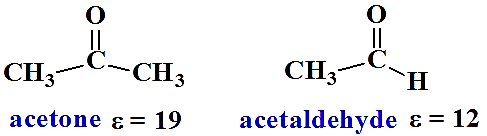 O O
C C
CH3 CH3 CH3 H
acetone ε = 19 acetaldehyde ε = 12